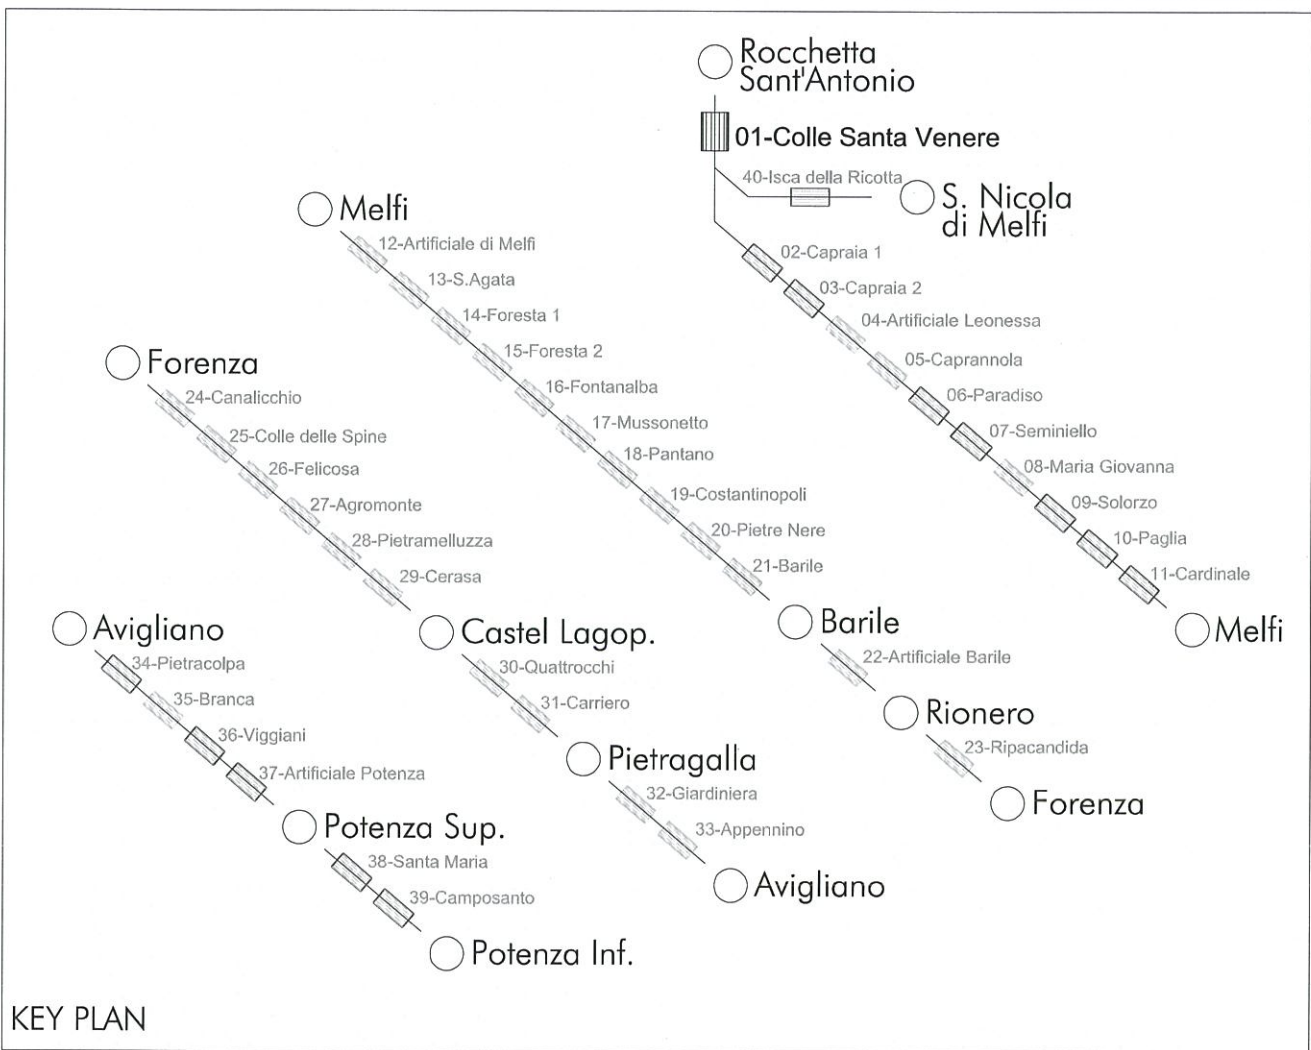 Rocchetta
Sant'Antonio
01-Colle Santa Venere
40-Isca della Ricotta
S. Nicola
di Melfi
02-Capraia 1
03-Capraia 2
04-Artificiale Leonessa
05-Caprannola
06-Paradiso
07-Seminiello
08-Maria Giovanna
09-Solorzo
10-Paglia
11-Cardinale
Melfi
Melfi
12-Artificiale di Melfi
13-S.Agata
14-Foresta 1
15-Foresta 2
16-Fontanalba
17-Mussonetto
18-Pantano
19-Costantinopoli
20-Pietre Nere
21-Barile
Barile
22-Artificiale Barile
Rionero
23-Ripacandida
Forenza
Forenza
24-Canalicchio
25-Colle delle Spine
26-Felicosa
27-Agromonte
28-Pietramelluzza
29-Cerasa
Castel Lagop.
30-Quattrocchi
31-Carriero
Pietragalla
32-Giardiniera
33-Appennino
Avigliano
Avigliano
34-Pietracolpa
35-Branca
36-Viggiani
37-Artificiale Potenza
Potenza Sup.
38-Santa Maria
39-Camposanto
Potenza Inf.
KEY PLAN